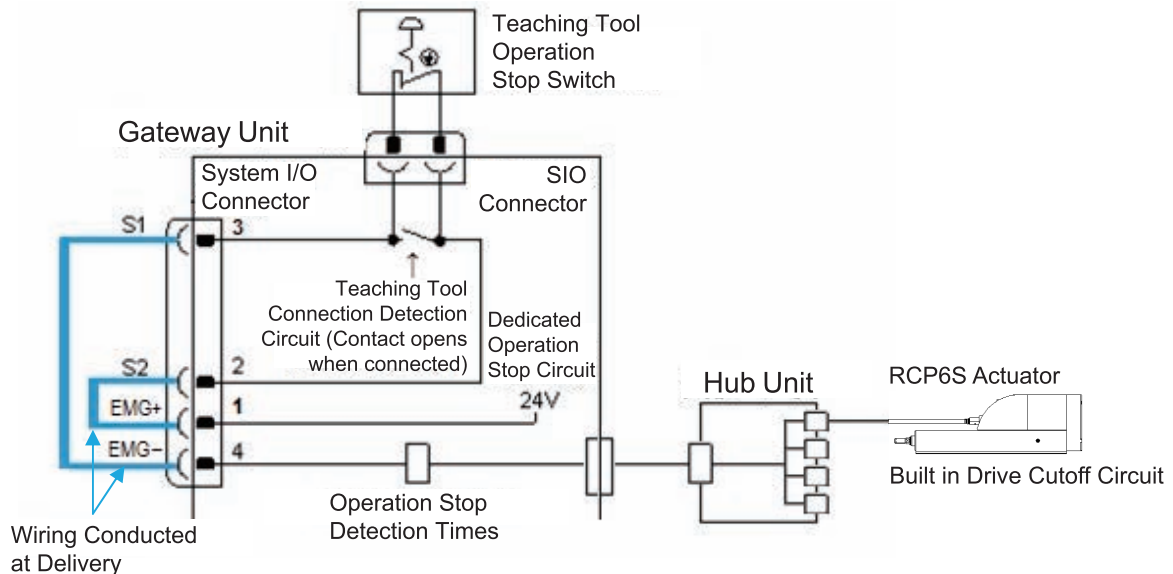 Teaching Tool
Operation
Stop Switch
Gateway Unit
System I/O
Connector
SIO
Connector
S1
3
Teaching Tool
Connection Detection
Circuit (Contact opens
when connected)
Dedicated
Operation
Stop Circuit
S2
2
EMG+
1
24V
EMG−
4
Operation Stop
Detection Times
Hub Unit
RCP6S Actuator
Built in Drive Cutoff Circuit
Wiring Conducted
at Delivery